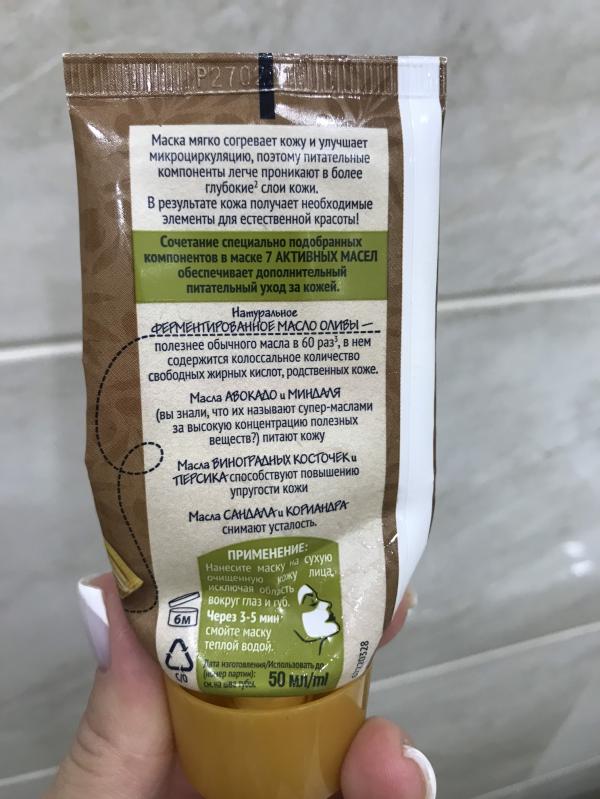 Маска мягко согревает кожу и улучшает
микроциркуляцию, поэтому питательные
компоненты легче проникают в более
глубокие² слои кожи.
В результате кожа получает необходимые
элементы для естественной красоты!
Сочетание специально подобранных
компонентов в маске 7 АКТИВНЫХ МАСЕЛ
обеспечивает дополнительный
питательный уход за кожей.
Натуральное
ФЕРМЕНТИРОВАННОЕ МАСЛО ОЛИВЫ —
полезнее обычного масла в 60 раз³, в нем
содержится колоссальное количество
свободных жирных кислот, родственных коже.
Масла АВОКАДО и МИНДАЛЯ
(вы знали, что их называют супер-маслами
за высокую концентрацию полезных
веществ?) питают кожу
Масла ВИНОГРАДНЫХ КОСТОЧЕК и
ПЕРСИКА способствуют повышению
упругости кожи
Масла САНДАЛА и КОРИАНДРА
снимают усталость.
ПРИМЕНЕНИЕ:
Нанесите маску на сухую
очищенную кожу лица,
исключая область
вокруг глаз и губ.
Через 3-5 мин
смойте маску
теплой водой.
6М
С/О
Дата изготовления/Использовать до
(номер партии):
см. на шве тубы.
50 мл/ml